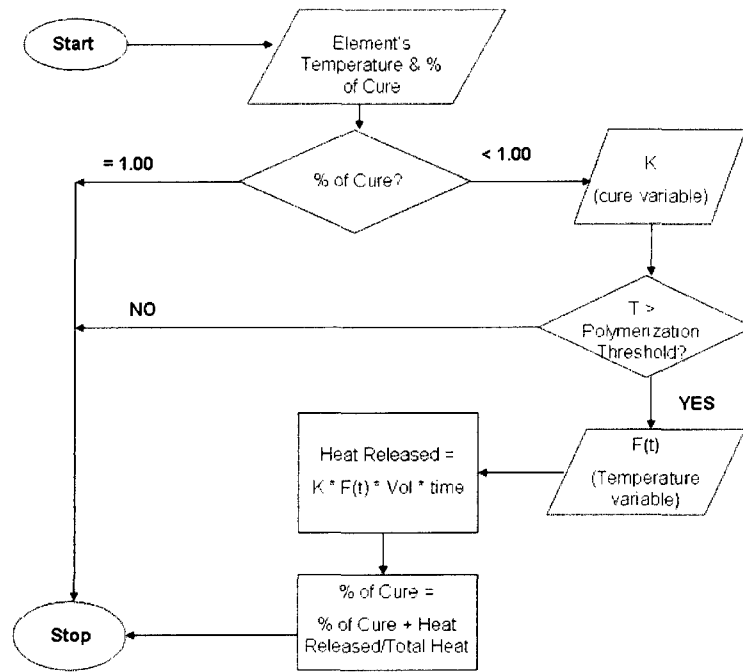 Start
Element's
Temperature & %
of Cure
= 1.00
< 1.00
% of Cure?
K
(cure variable)
NO
T >
Polymerization
Threshold?
YES
F(t)
(Temperature
variable)
Heat Released =
K * F(t) * Vol * time
% of Cure =
% of Cure + Heat
Released/Total Heat
Stop